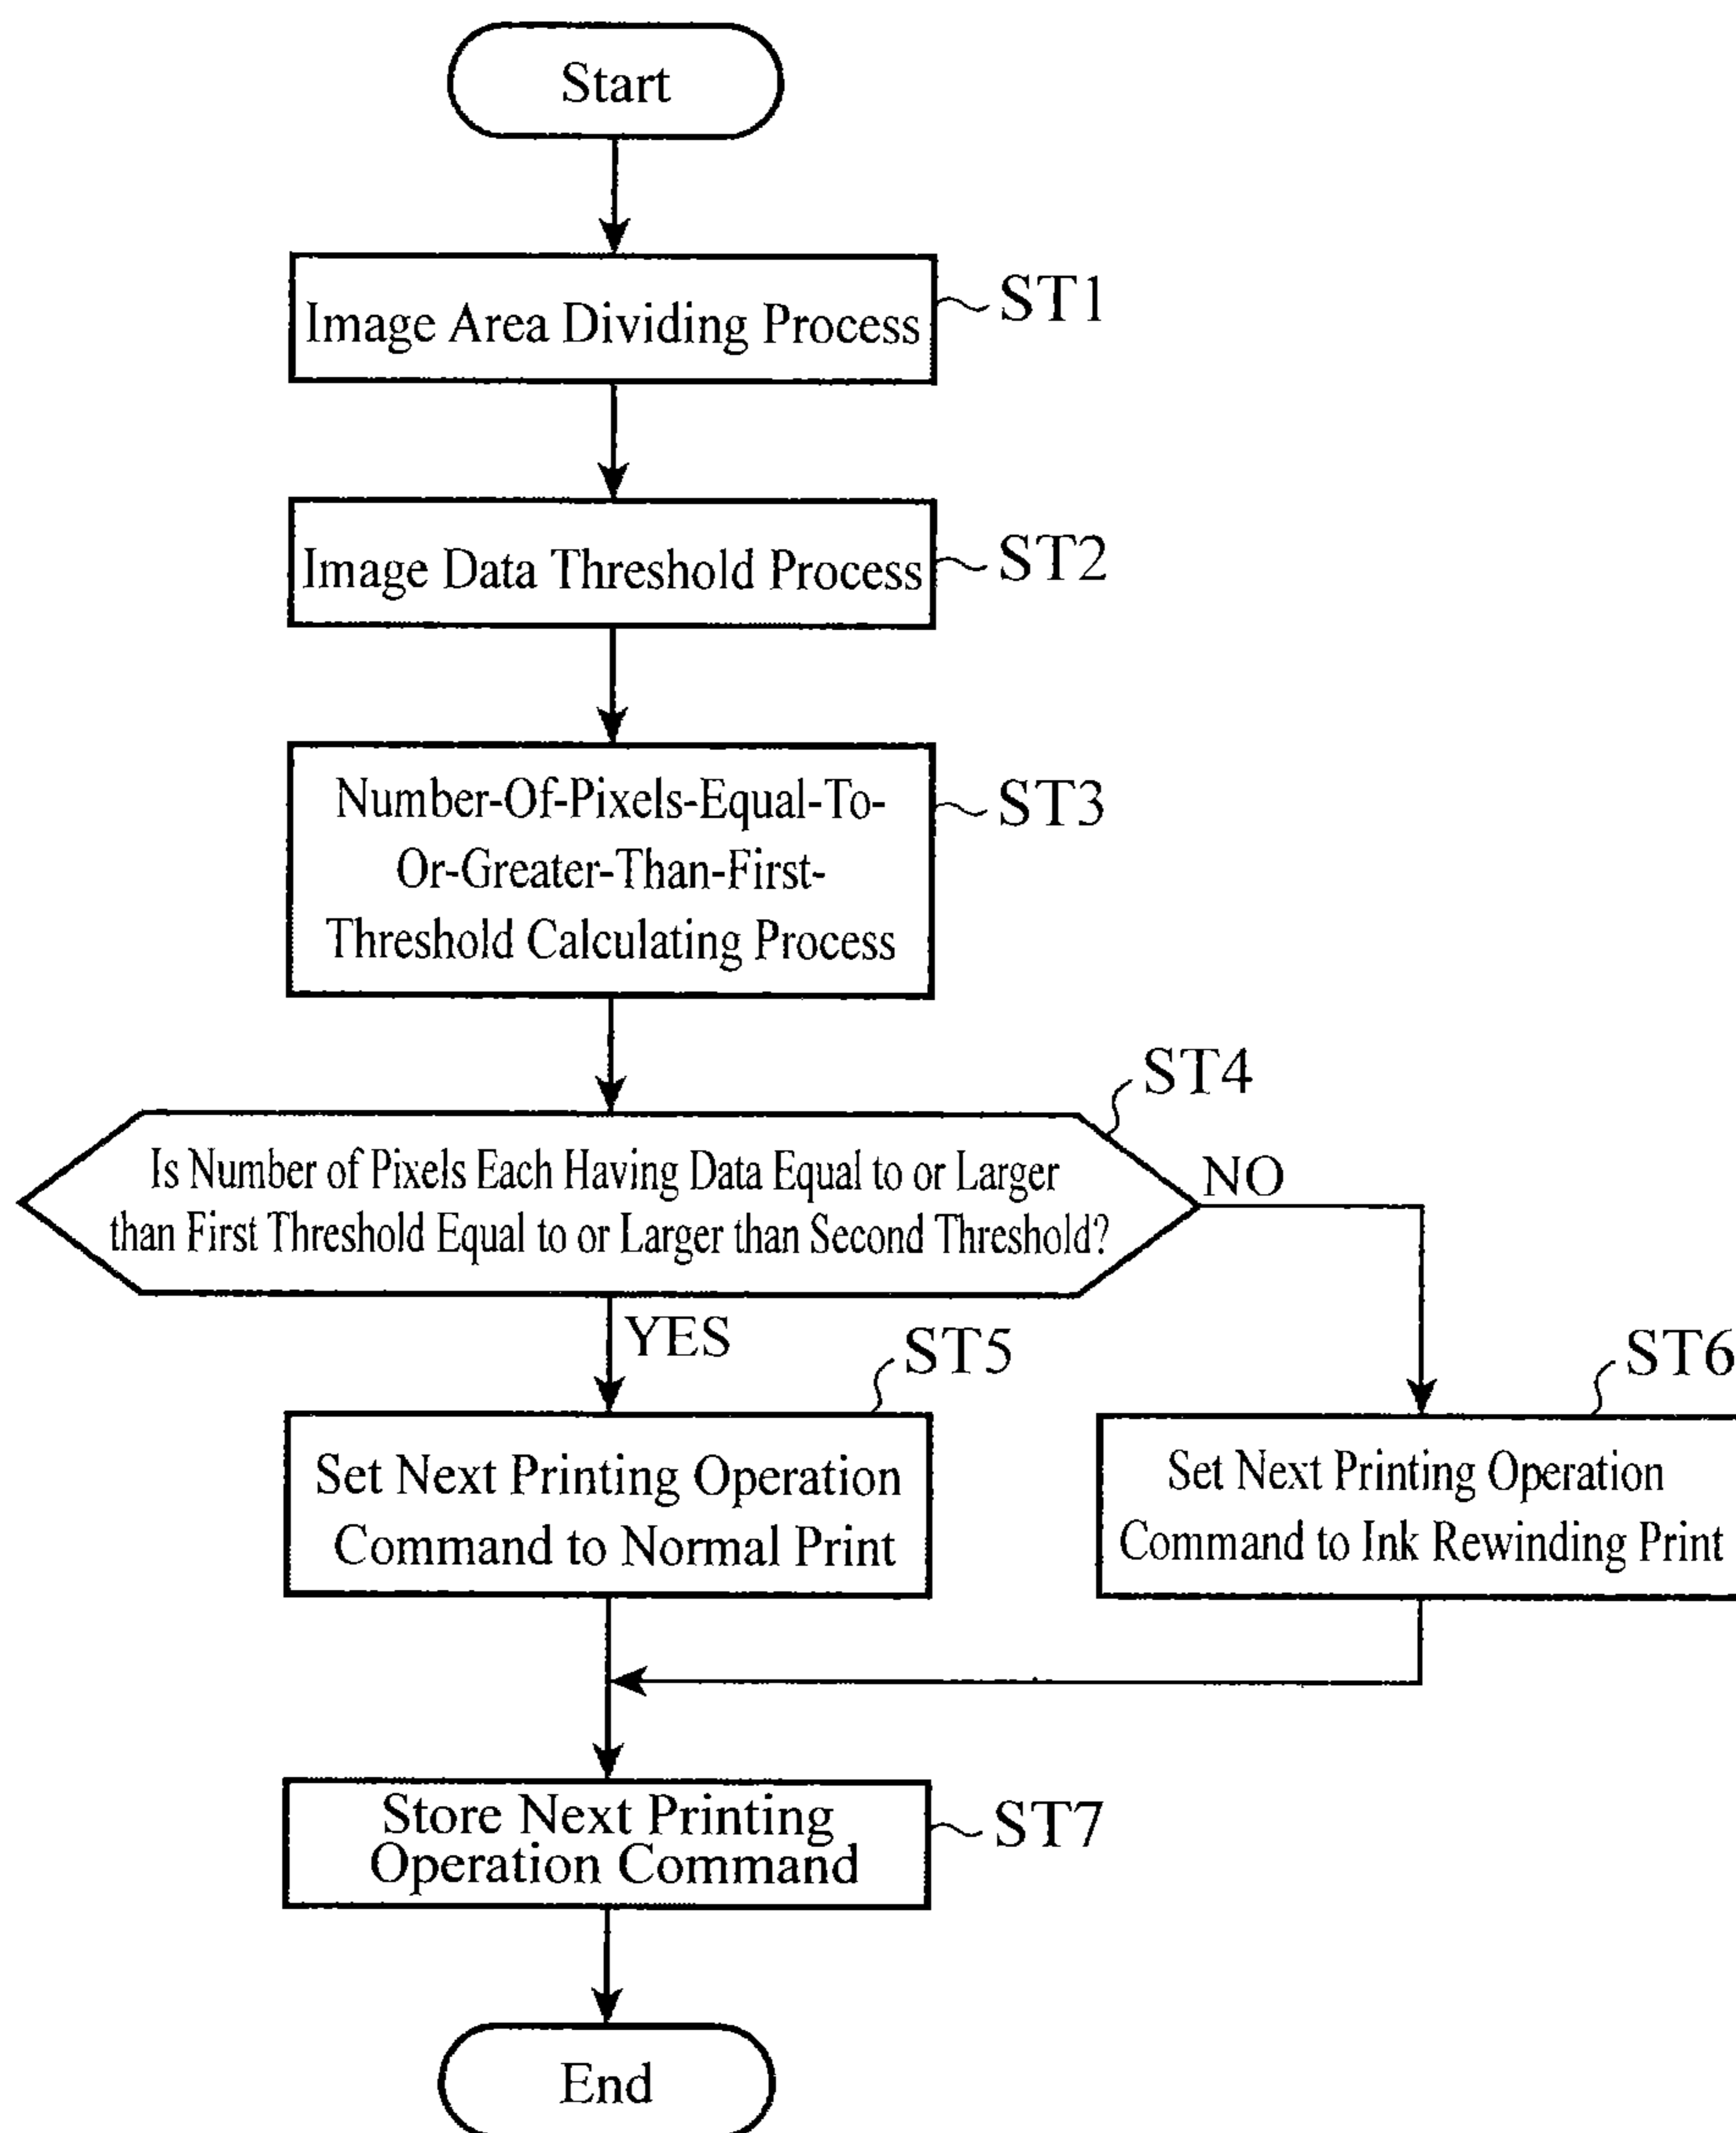 Start
Image Area Dividing Process
ST1
Image Data Threshold Process
ST2
Number-Of-Pixels-Equal-To-
Or-Greater-Than-First-
Threshold Calculating Process
ST3
ST4
Is Number of Pixels Each Having Data Equal to or Larger
than First Threshold Equal to or Larger than Second Threshold?
NO
YES
ST5
Set Next Printing Operation
Command to Normal Print
ST6
Set Next Printing Operation
Command to Ink Rewinding Print
Store Next Printing
Operation Command
ST7
End